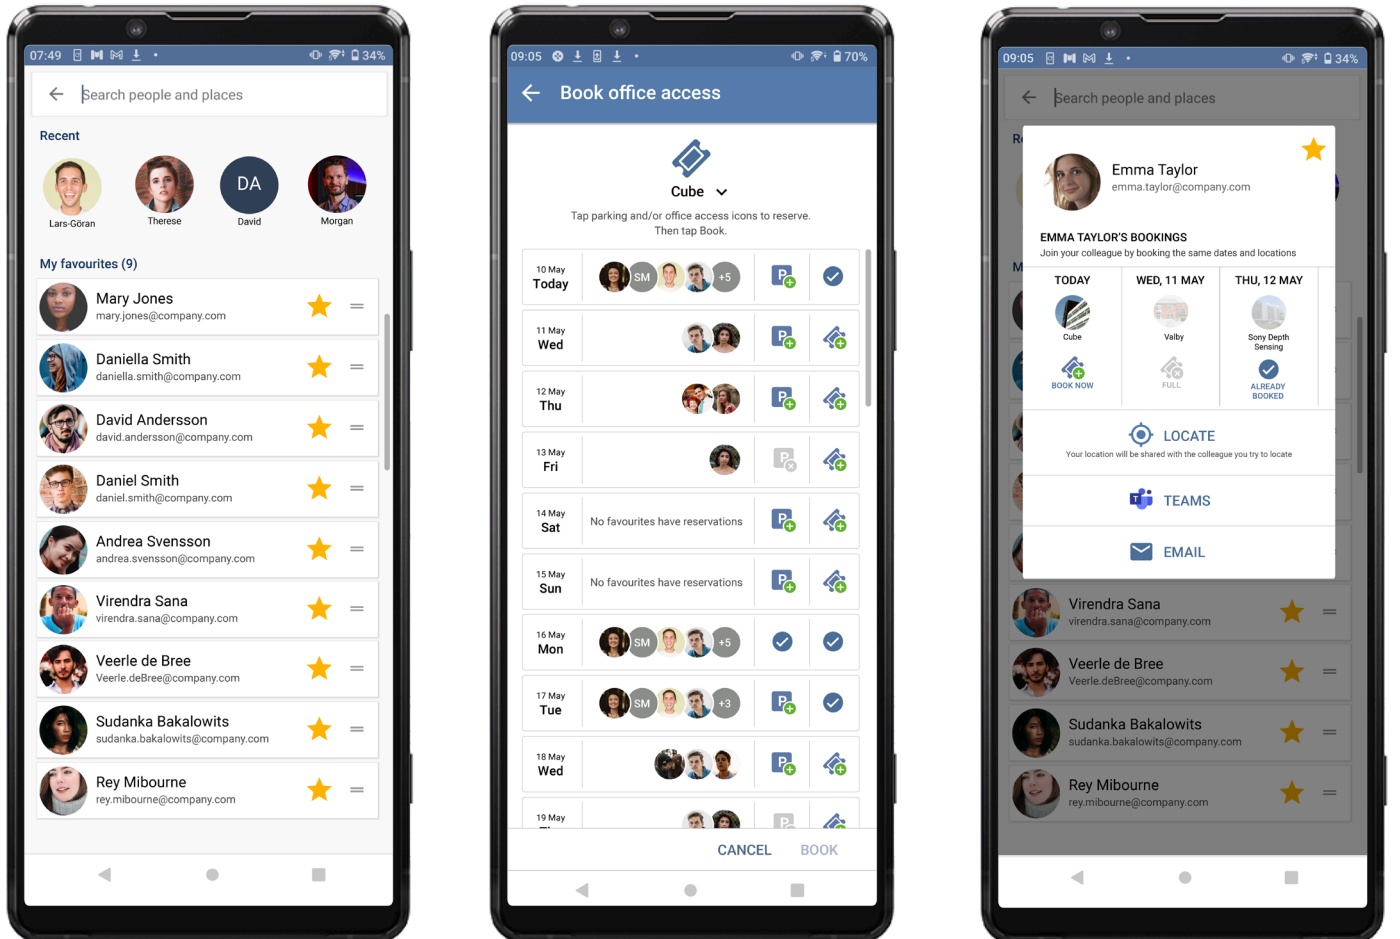 07:49
34%
Search people and places
Recent
DA
Lars-Göran
Therese
David
Morgan
My favourites (9)
Mary Jones
mary.jones@company.com
Daniella Smith
daniella.smith@company.com
David Andersson
david.andersson@company.com
Daniel Smith
daniel.smith@company.com
Andrea Svensson
andrea.svensson@company.com
Virendra Sana
virendra.sana@company.com
Veerle de Bree
Veerle.deBree@company.com
Sudanka Bakalowits
sudanka.bakalowits@company.com
Rey Mibourne
rey.mibourne@company.com
09:05
70%
Book office access
Cube
Tap parking and/or office access icons to reserve.
Then tap Book.
10 May
Today
SM
+5
P
11 May
Wed
P
12 May
Thu
P
13 May
Fri
P
14 May
Sat
No favourites have reservations
P
15 May
Sun
No favourites have reservations
P
16 May
Mon
SM
+5
17 May
Tue
SM
+3
P
18 May
Wed
P
19 May
P
CANCEL
BOOK
09:05
34%
Search people and places
Emma Taylor
emma.taylor@company.com
EMMA TAYLOR'S BOOKINGS
Join your colleague by booking the same dates and locations
TODAY
WED, 11 MAY
THU, 12 MAY
Cube
Valby
Sony Depth
Sensing
BOOK NOW
FULL
ALREADY
BOOKED
LOCATE
Your location will be shared with the colleague you try to locate
TEAMS
EMAIL
Virendra Sana
virendra.sana@company.com
Veerle de Bree
Veerle.deBree@company.com
Sudanka Bakalowits
sudanka.bakalowits@company.com
Rey Mibourne
rey.mibourne@company.com